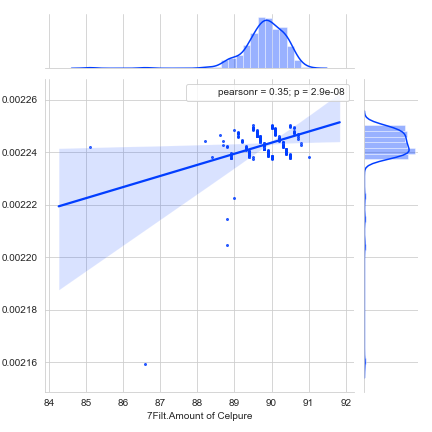 pearsonr = 0.35; p = 2.9e-08
0.00226
0.00224
0.00222
0.00220
0.00218
0.00216
84 85 86 87 88 89 90 91 92
7Filt.Amount of Celpure